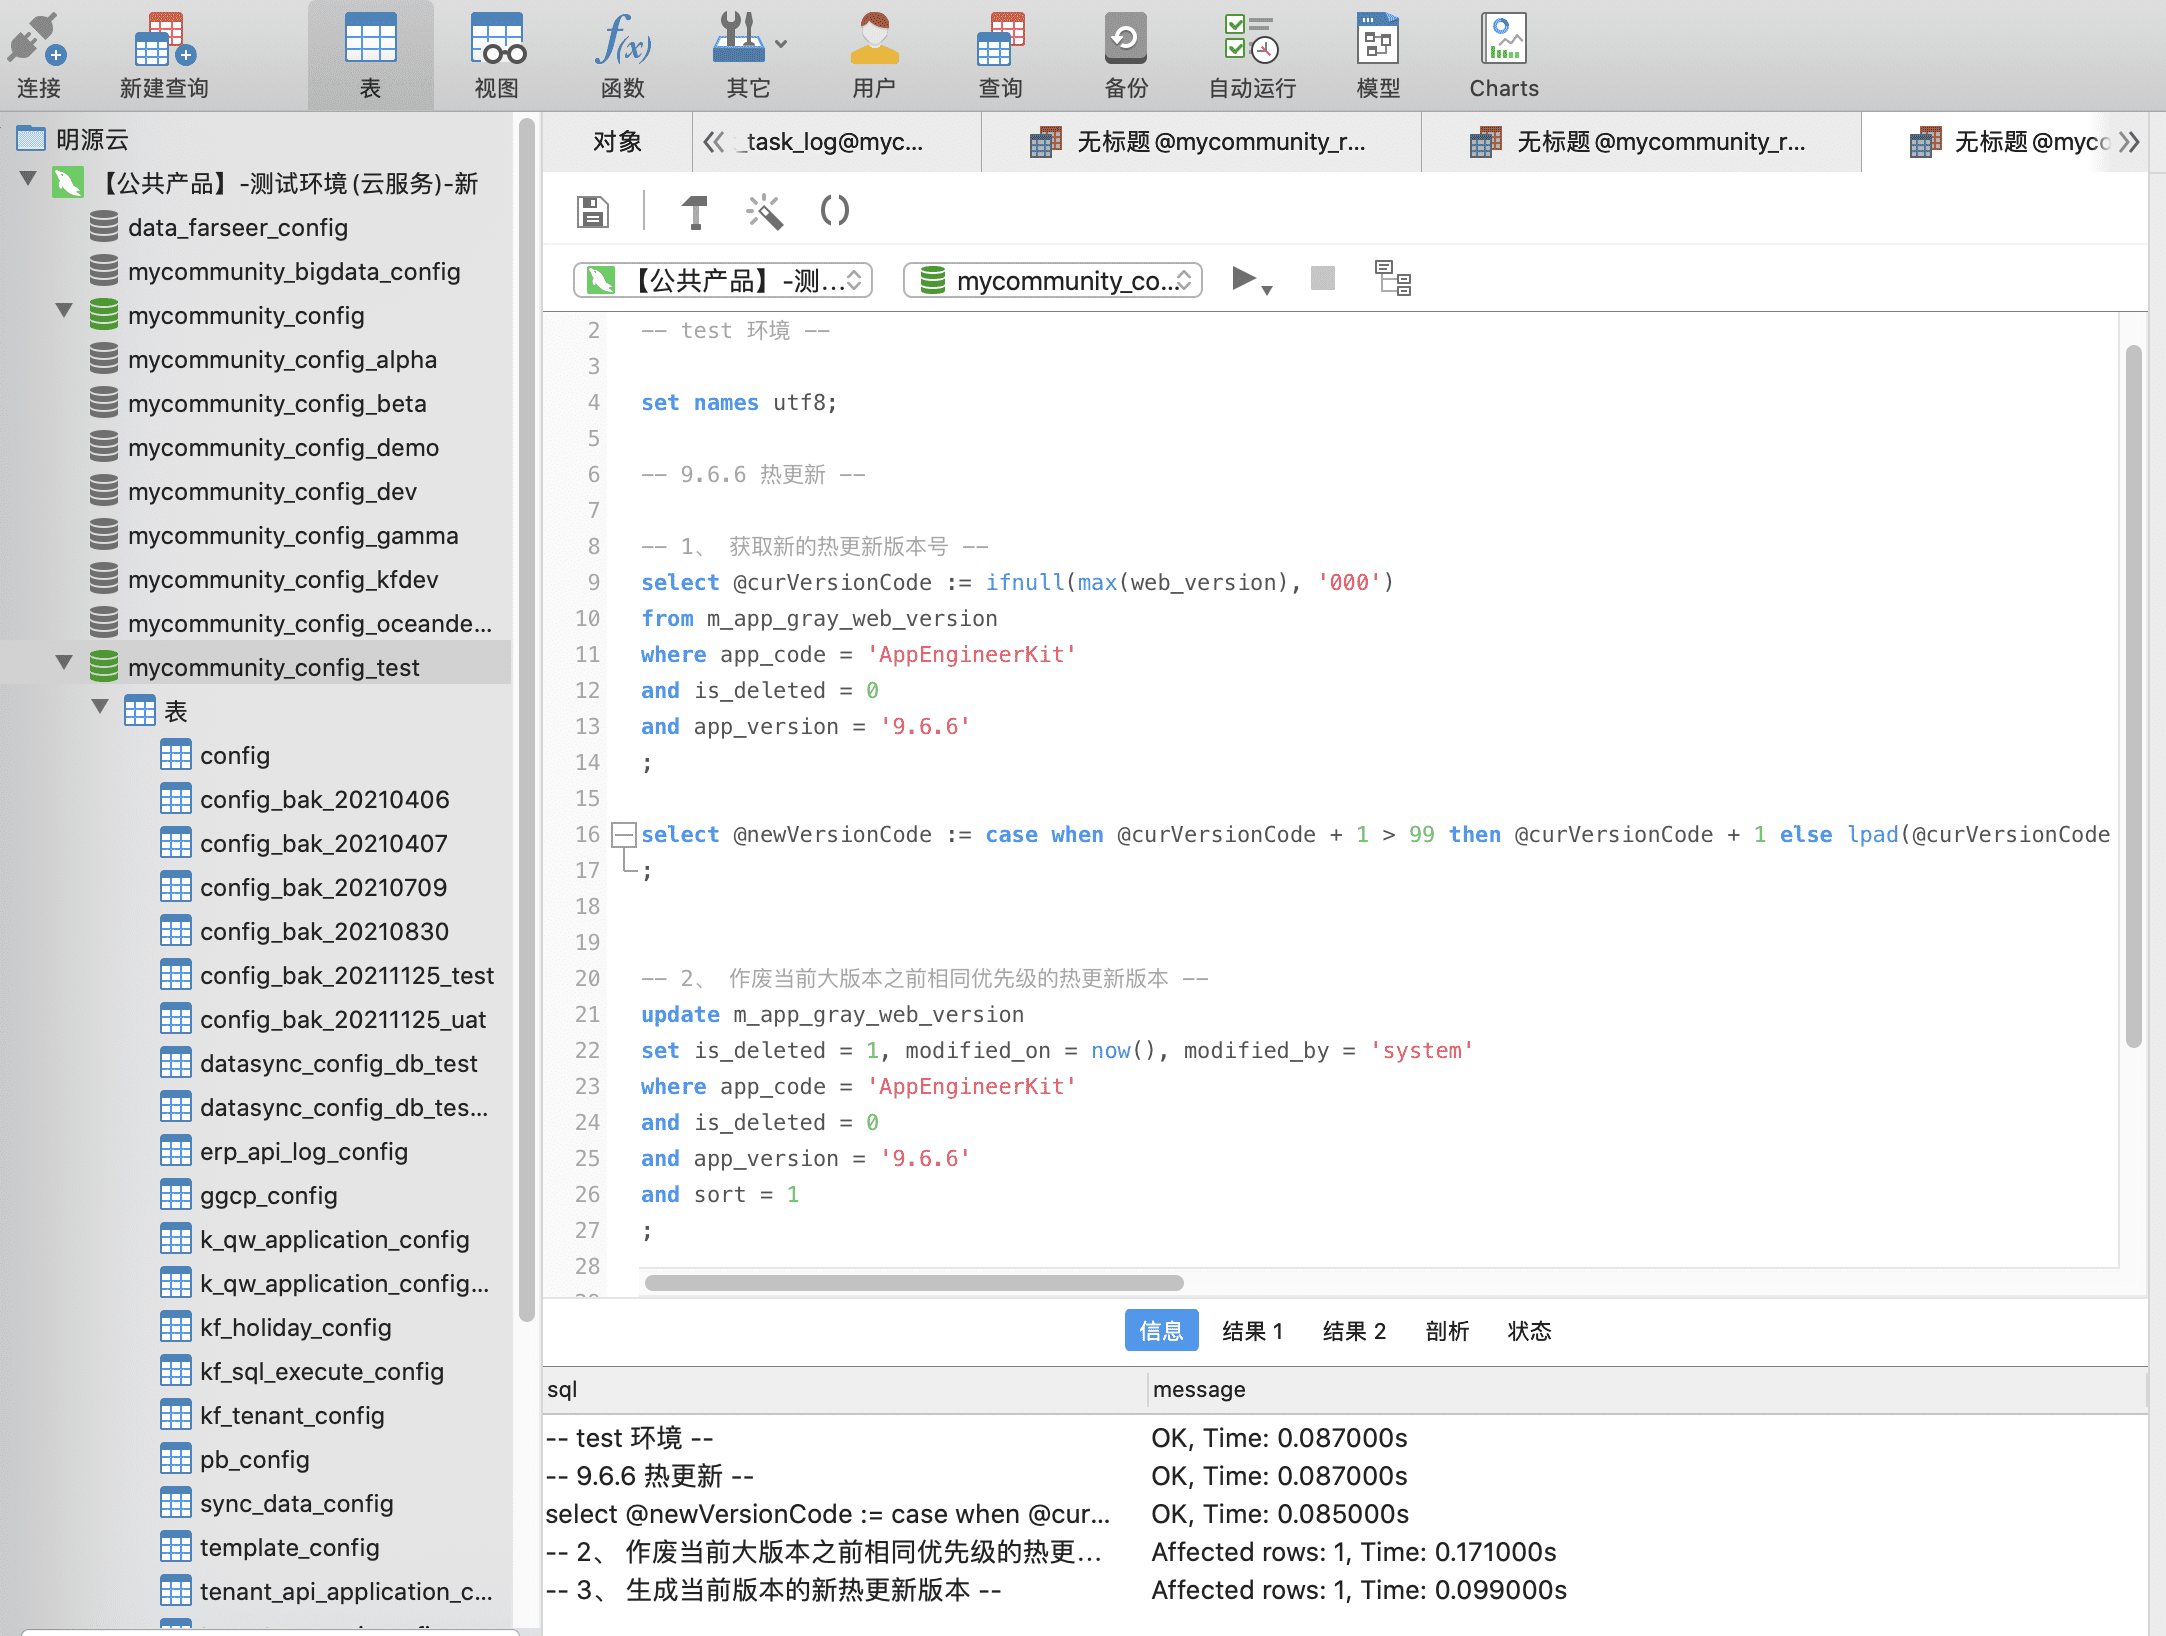 连接
新建查询
表
视图
函数
其它
用户
查询
备份
自动运行
模型
Charts
明源云
【公共产品】-测试环境(云服务)-新
data_farseer_config
mycommunity_bigdata_config
mycommunity_config
mycommunity_config_alpha
mycommunity_config_beta
mycommunity_config_demo
mycommunity_config_dev
mycommunity_config_gamma
mycommunity_config_kfdev
mycommunity_config_oceande...
mycommunity_config_test
表
config
config_bak_20210406
config_bak_20210407
config_bak_20210709
config_bak_20210830
config_bak_20211125_test
config_bak_20211125_uat
datasync_config_db_test
datasync_config_db_tes...
erp_api_log_config
ggcp_config
k_qw_application_config
k_qw_application_config...
kf_holiday_config
kf_sql_execute_config
kf_tenant_config
pb_config
sync_data_config
template_config
tenant_api_application_c...
对象
_task_log@myc...
无标题 @mycommunity_r...
无标题 @mycommunity_r...
无标题 @myco
【公共产品】-测...
mycommunity_co...
2 -- test 环境 --
3
4 set names utf8;
5
6 -- 9.6.6 热更新 --
7
8 -- 1、 获取新的热更新版本号 --
9 select @curVersionCode := ifnull(max(web_version), '000')
10 from m_app_gray_web_version
11 where app_code = 'AppEngineerKit'
12 and is_deleted = 0
13 and app_version = '9.6.6'
14 ;
15
16 select @newVersionCode := case when @curVersionCode + 1 > 99 then @curVersionCode + 1 else lpad(@curVersionCode
17 ;
18
19
20 -- 2、 作废当前大版本之前相同优先级的热更新版本 --
21 update m_app_gray_web_version
22 set is_deleted = 1, modified_on = now(), modified_by = 'system'
23 where app_code = 'AppEngineerKit'
24 and is_deleted = 0
25 and app_version = '9.6.6'
26 and sort = 1
27 ;
28
信息
结果 1
结果 2
剖析
状态
sql message
-- test 环境 -- OK, Time: 0.087000s
-- 9.6.6 热更新 -- OK, Time: 0.087000s
select @newVersionCode := case when @cur... OK, Time: 0.085000s
-- 2、 作废当前大版本之前相同优先级的热更... Affected rows: 1, Time: 0.171000s
-- 3、 生成当前版本的新热更新版本 -- Affected rows: 1, Time: 0.099000s